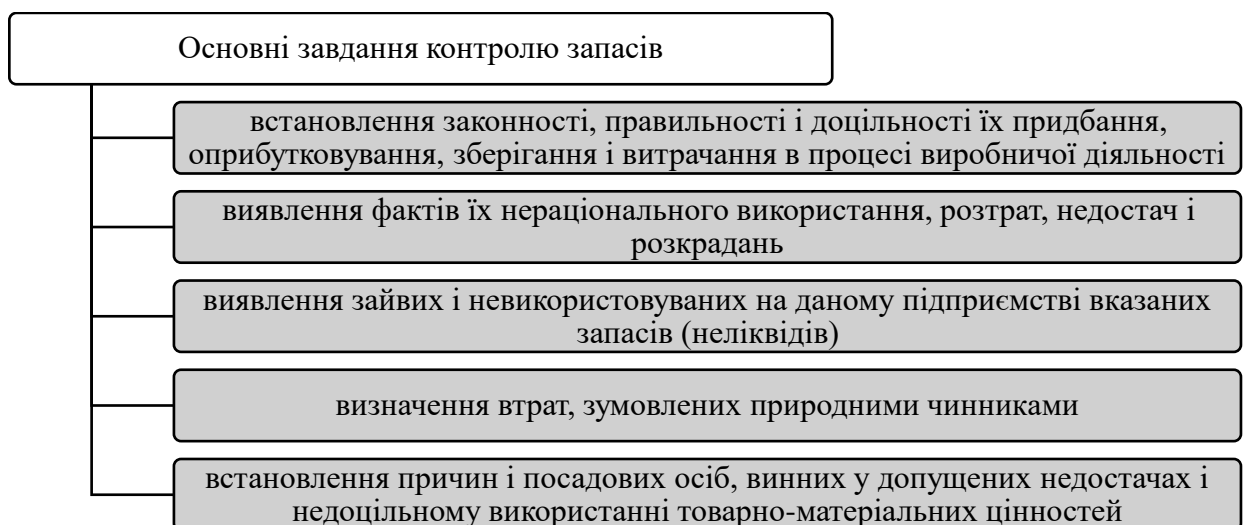 Основні завдання контролю запасів
встановлення законності, правильності і доцільності їх придбання,
оприбутковування, зберігання і витрачання в процесі виробничої діяльності
виявлення фактів їх нераціонального використання, розтрат, недостач і
розкрадань
виявлення зайвих і невикористовуваних на даному підприємстві вказаних
запасів (неліквідів)
визначення втрат, зумовлених природними чинниками
встановлення причин і посадових осіб, винних у допущених недостачах і
недоцільному використанні товарно-матеріальних цінностей